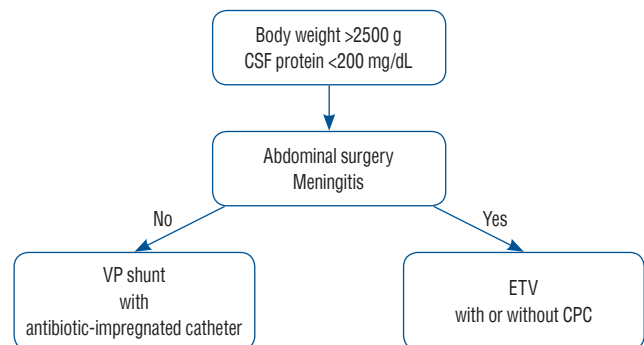 Body weight >2500 g
CSF protein <200 mg/dL
Abdominal surgery
Meningitis
No
Yes
VP shunt
with
antibiotic-impregnated catheter
ETV
with or without CPC